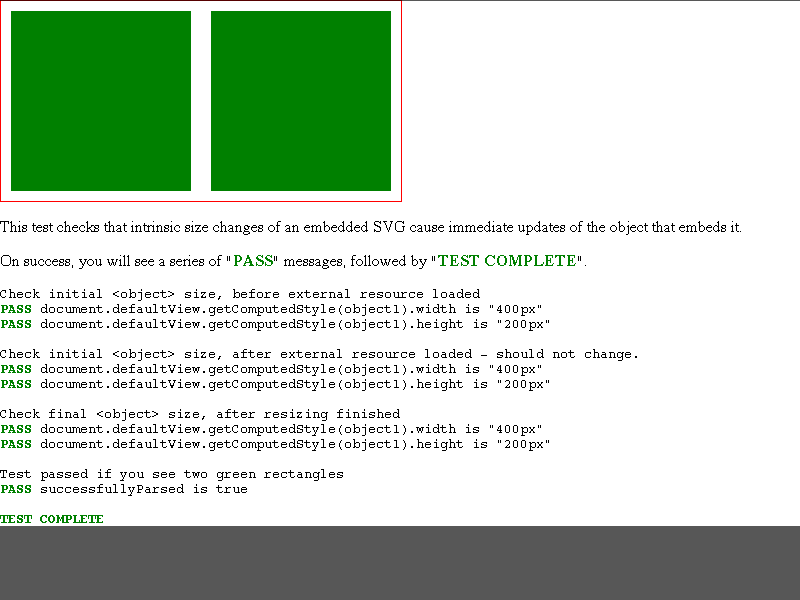 This test checks that intrinsic size changes of an embedded SVG cause immediate updates of the object that embeds it.
On success, you will see a series of "PASS" messages, followed by "TEST COMPLETE".
Check initial <object> size, before external resource loaded
PASS document.defaultView.getComputedStyle(object1).width is "400px"
PASS document.defaultView.getComputedStyle(object1).height is "200px"
Check initial <object> size, after external resource loaded - should not change.
PASS document.defaultView.getComputedStyle(object1).width is "400px"
PASS document.defaultView.getComputedStyle(object1).height is "200px"
Check final <object> size, after resizing finished
PASS document.defaultView.getComputedStyle(object1).width is "400px"
PASS document.defaultView.getComputedStyle(object1).height is "200px"
Test passed if you see two green rectangles
PASS successfullyParsed is true
TEST COMPLETE